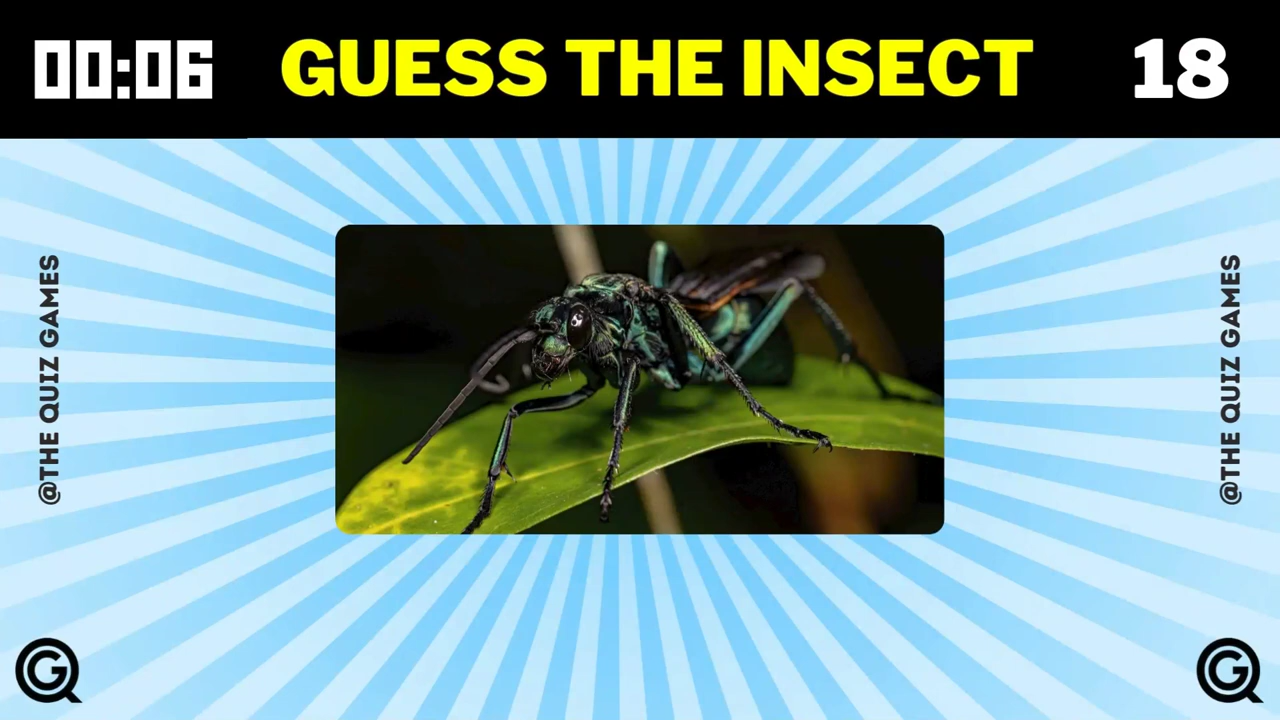 00:06
GUESS THE INSECT
18
@THE QUIZ GAMES
@THE QUIZ GAMES